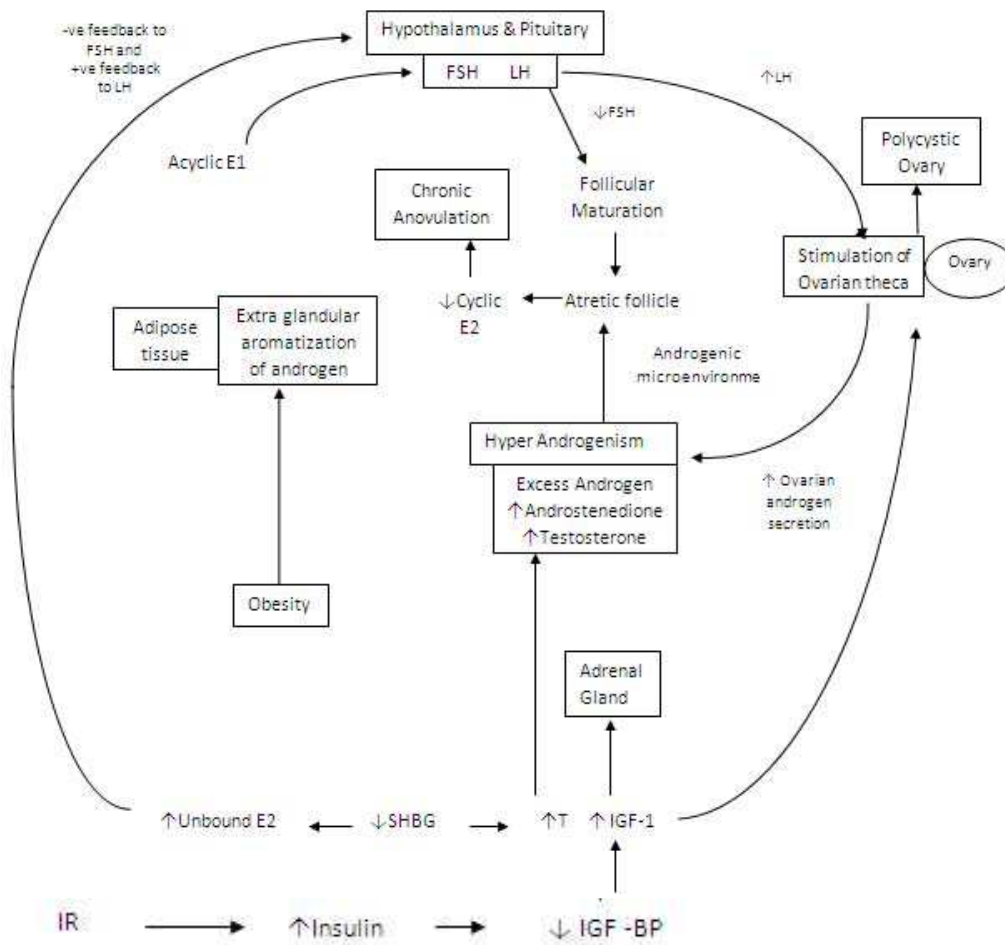 -ve feedback to
FSH and
+ve feedback
to LH
Hypothalamus & Pituitary
FSH LH
↑LH
↓FSH
Acyclic E1
Polycystic
Ovary
Chronic
Anovulation
Follicular
Maturation
Stimulation of
Ovarian theca
Ovary
↓Cyclic
E2
Atretic follicle
Adipose
tissue
Extra glandular
aromatization
of androgen
Androgenic
microenvironme
Hyper Androgenism
Excess Androgen
↑Androstenedione
↑Testosterone
↑ Ovarian
androgen
secretion
Obesity
Adrenal
Gland
↑Unbound E2
↓SHBG
↑T ↑ IGF-1
IR
↑Insulin
↓ IGF -BP